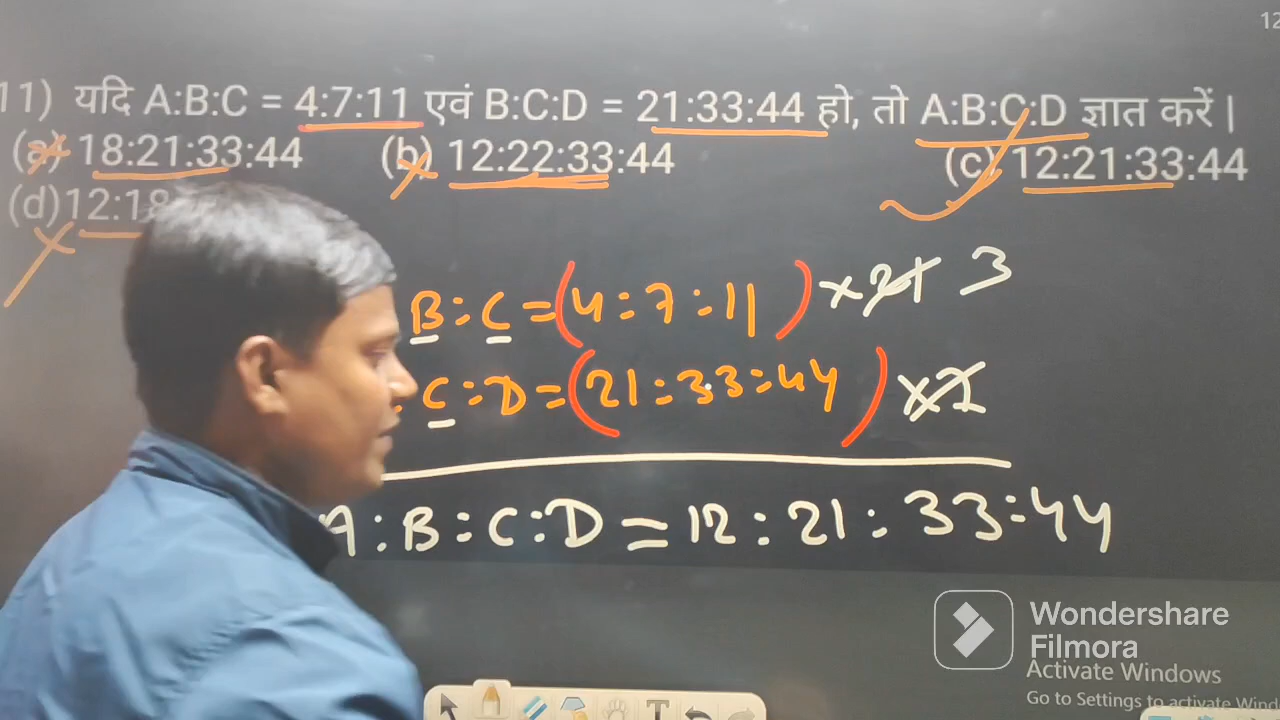 12
11) यदि A:B:C = 4:7:11 एवं B:C:D = 21:33:44 हो, तो A:B:C:D ज्ञात करें |
(a) 18:21:33:44 (b) 12:22:33:44 (c) 12:21:33:44
(d) 12:18
B:C = (4:7:11) × 21 3
: C:D = (21:33:44) ×1
A:B:C:D = 12:21:33:44
Wondershare
Filmora
Activate Windows
Go to Settings to activate Wind
T